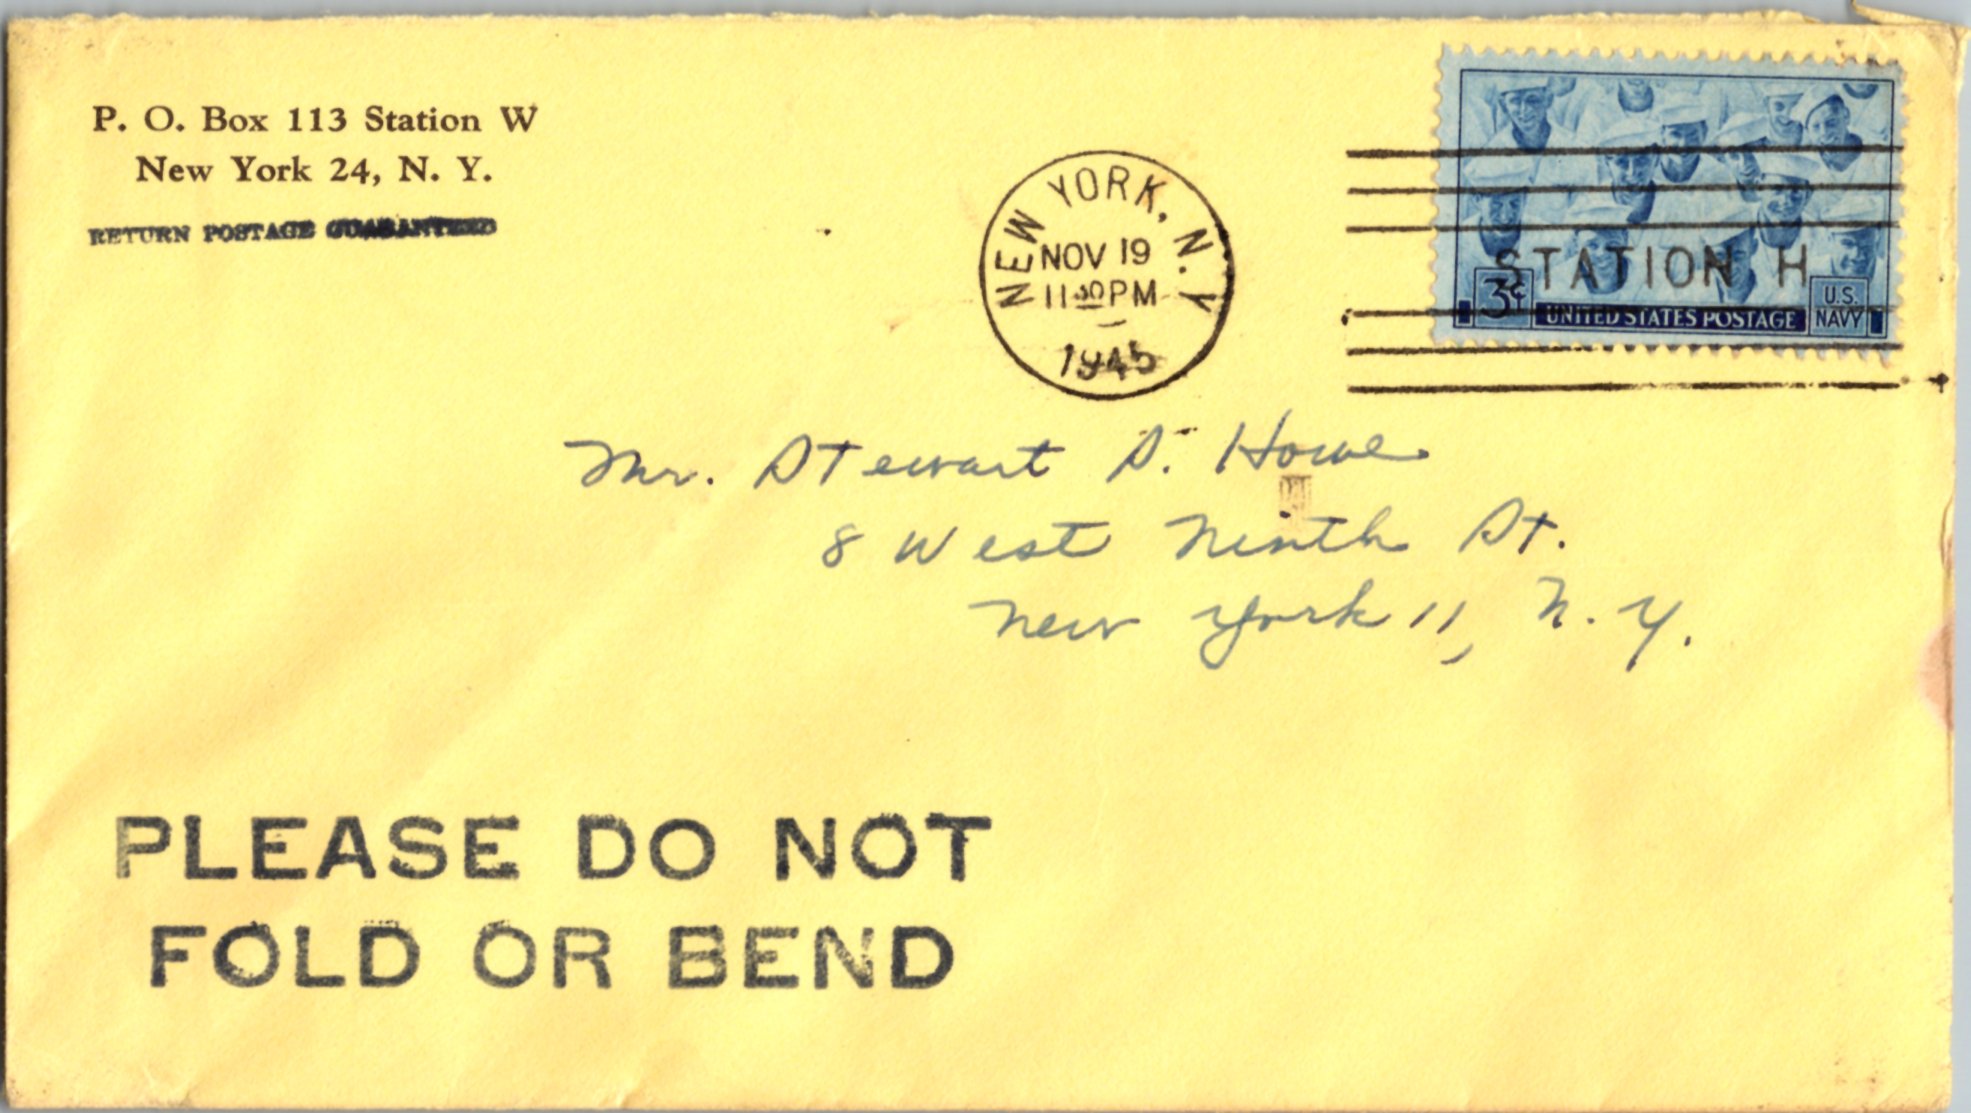 P. O. Box 113 Station W
New York 24, N. Y.
RETURN POSTAGE GUARANTEED
NEW YORK, N. Y.
NOV 19
11 30 PM
1945
STATION H
3¢
UNITED STATES POSTAGE
U.S.
NAVY
Mr. Stewart S. Howe
8 West Ninth St.
New York 11, N. Y.
PLEASE DO NOT
FOLD OR BEND